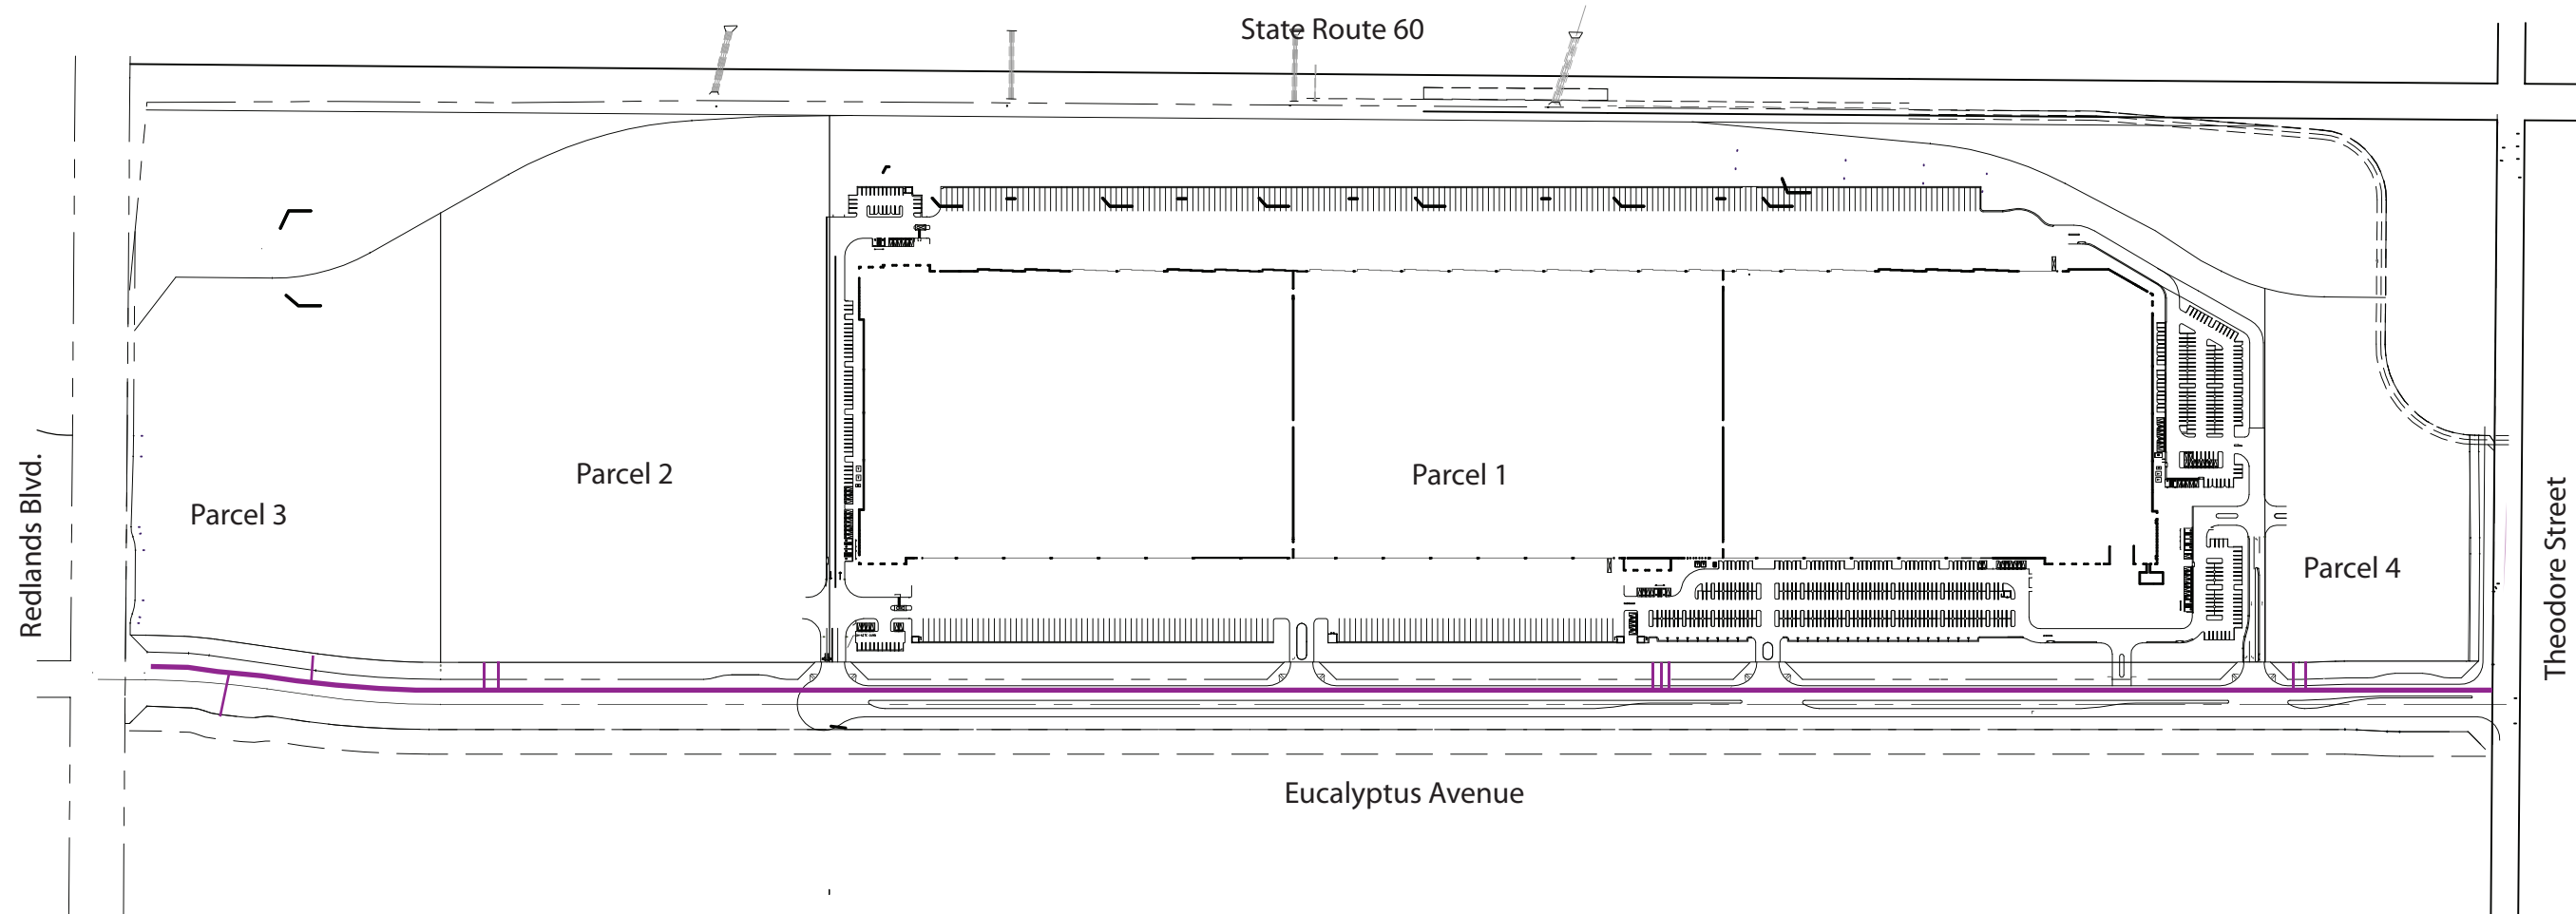 State Route 60
Redlands Blvd.
Parcel 3
Parcel 2
Parcel 1
Parcel 4
Theodore Street
Eucalyptus Avenue